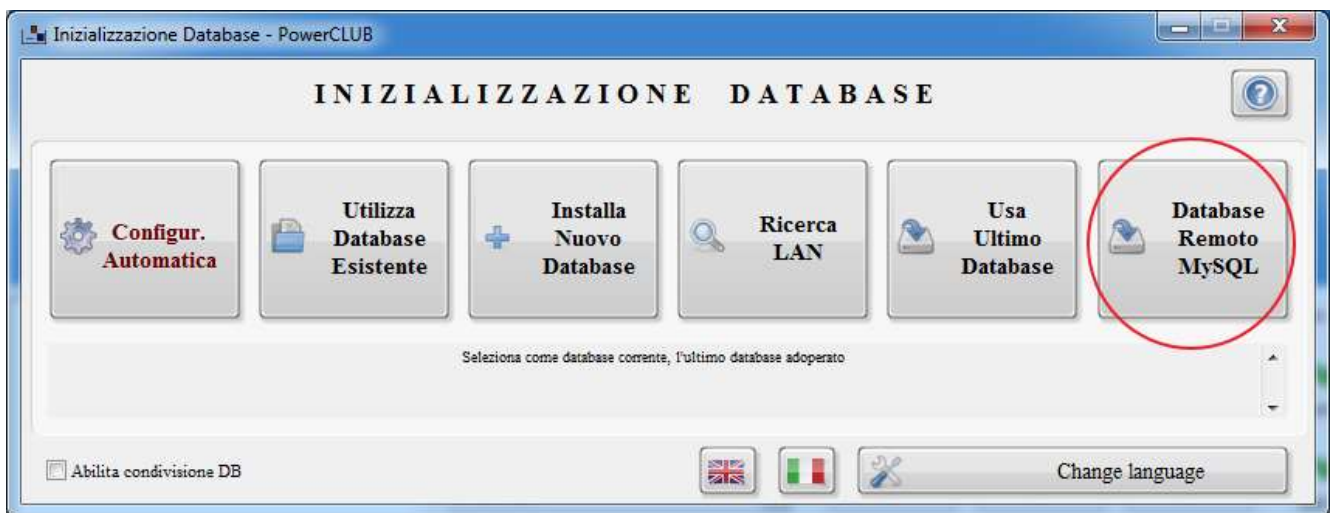 Inizializzazione Database - PowerCLUB
INIZIALIZZAZIONE DATABASE
Configur.
Automatica
Utilizza
Database
Esistente
Installa
Nuovo
Database
Ricerca
LAN
Usa
Ultimo
Database
Database
Remoto
MySQL
Seleziona come database corrente, l'ultimo database adoperato
Abilita condivisione DB
Change language